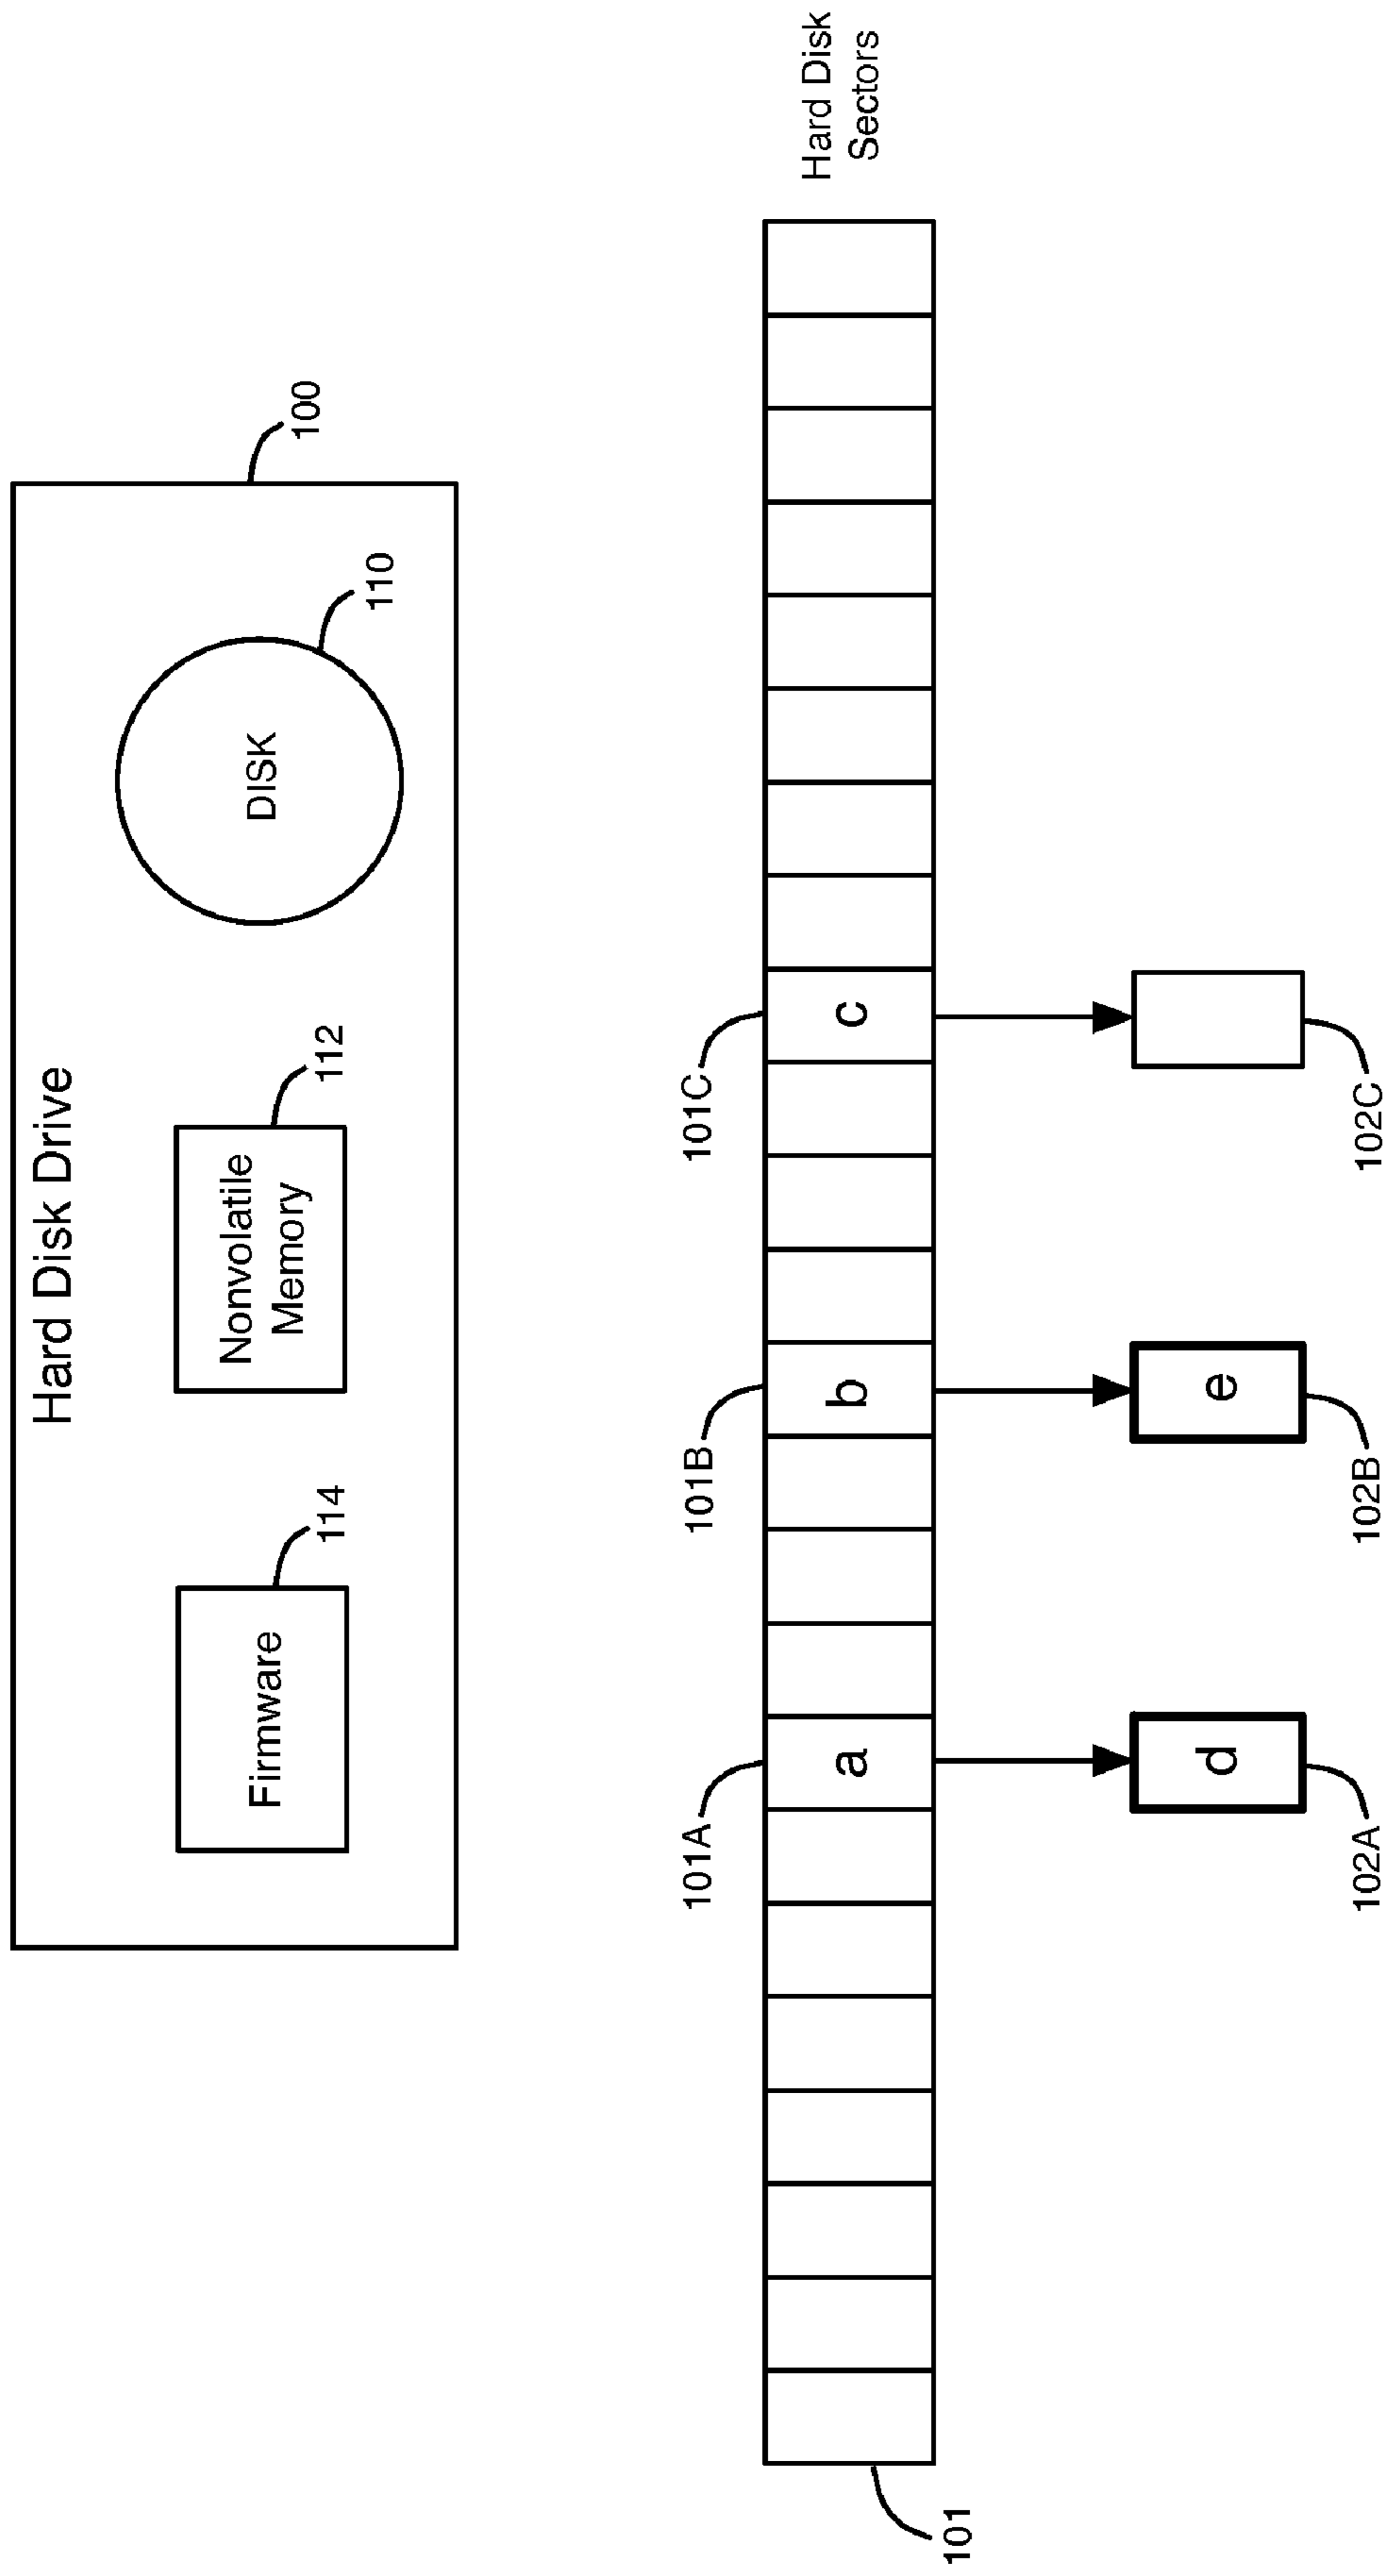 Hard Disk Drive
100
Firmware
114
Nonvolatile
Memory
112
DISK
110
101A
101B
101C
a
b
c
Hard Disk
Sectors
101
d
e
102A
102B
102C